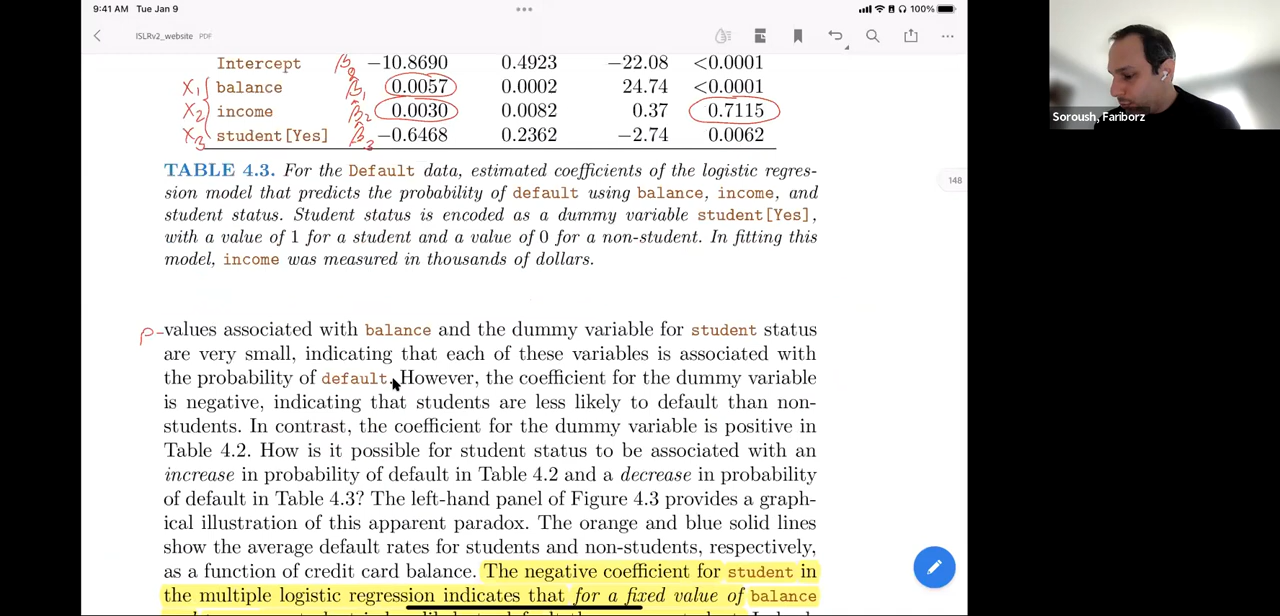 9:41 AM Tue Jan 9
100%
ISLRv2_website PDF
Intercept β0 −10.8690 0.4923 −22.08 <0.0001
X1 balance β̂1 0.0057 0.0002 24.74 <0.0001
X2 income β̂2 0.0030 0.0082 0.37 0.7115
X3 student[Yes] β̂3 −0.6468 0.2362 −2.74 0.0062
TABLE 4.3. For the Default data, estimated coefficients of the logistic regres-
sion model that predicts the probability of default using balance, income, and
student status. Student status is encoded as a dummy variable student[Yes],
with a value of 1 for a student and a value of 0 for a non-student. In fitting this
model, income was measured in thousands of dollars.
148
p-values associated with balance and the dummy variable for student status
are very small, indicating that each of these variables is associated with
the probability of default. However, the coefficient for the dummy variable
is negative, indicating that students are less likely to default than non-
students. In contrast, the coefficient for the dummy variable is positive in
Table 4.2. How is it possible for student status to be associated with an
increase in probability of default in Table 4.2 and a decrease in probability
of default in Table 4.3? The left-hand panel of Figure 4.3 provides a graph-
ical illustration of this apparent paradox. The orange and blue solid lines
show the average default rates for students and non-students, respectively,
as a function of credit card balance. The negative coefficient for student in
the multiple logistic regression indicates that for a fixed value of balance
Soroush, Fariborz